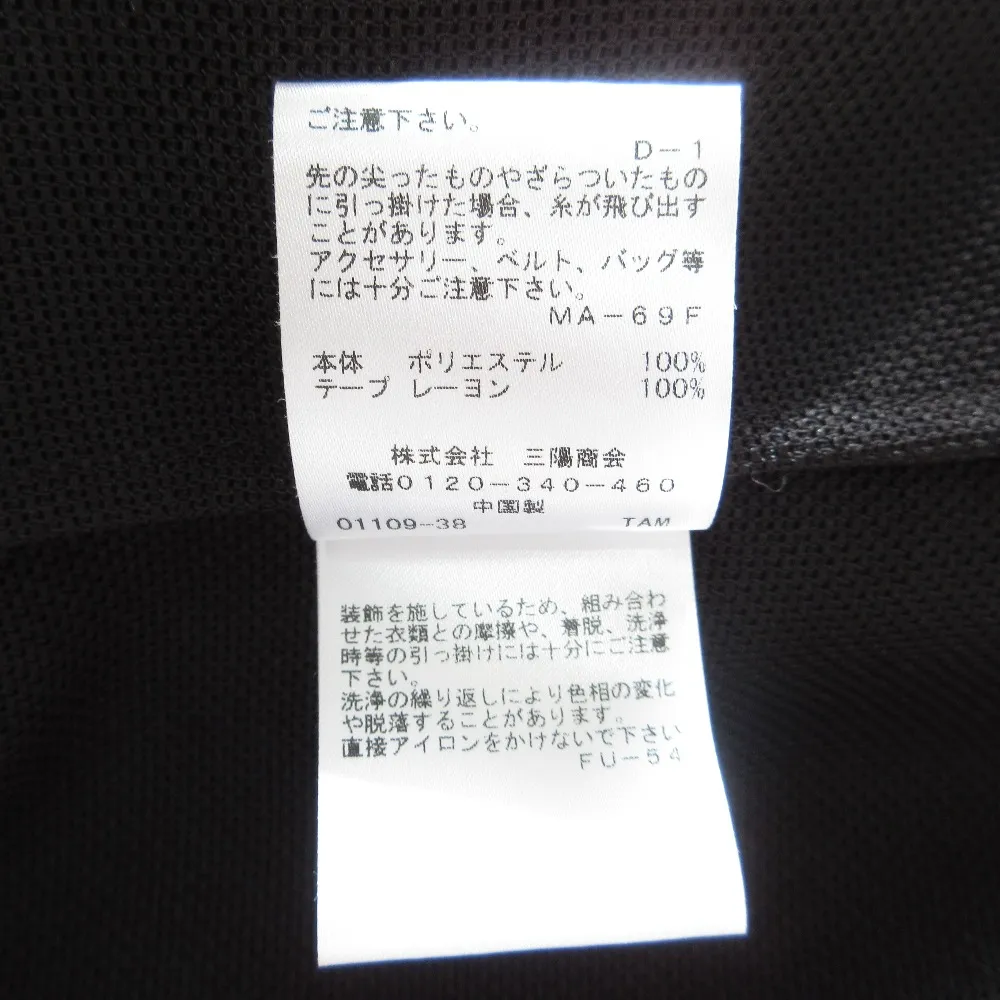 ご注意下さい。
D－1
先の尖ったものやざらついたもの
に引っ掛けた場合、糸が飛び出す
ことがあります。
アクセサリー、ベルト、バッグ等
には十分ご注意下さい。
MA－69F
本体 ポリエステル 100%
テープ レーヨン 100%
株式会社 三陽商会
電話0120－340－460
中国製
01109-38 TAM
装飾を施しているため、組み合わ
せた衣類との摩擦や、着脱、洗浄
時等の引っ掛けには十分にご注意
下さい。
洗浄の繰り返しにより色相の変化
や脱落することがあります。
直接アイロンをかけないで下さい
FU－54